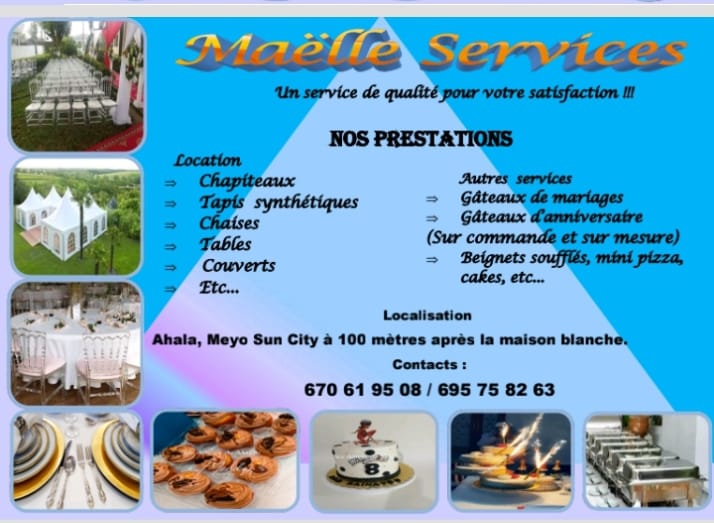 Maëlle Services
Un service de qualité pour votre satisfaction !!!
NOS PRESTATIONS
Location
⇒ Chapiteaux
⇒ Tapis synthétiques
⇒ Chaises
⇒ Tables
⇒ Couverts
⇒ Etc...
Autres services
⇒ Gâteaux de mariages
⇒ Gâteaux d'anniversaire
(Sur commande et sur mesure)
⇒ Beignets soufflés, mini pizza,
cakes, etc...
Localisation
Ahala, Meyo Sun City à 100 mètres après la maison blanche.
Contacts :
670 61 95 08 / 695 75 82 63
8